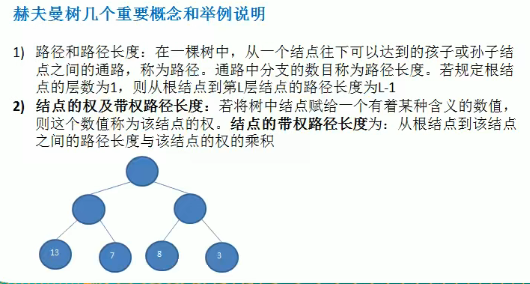 赫夫曼树几个重要概念和举例说明
1) 路径和路径长度：在一棵树中，从一个结点往下可以达到的孩子或孙子结
点之间的通路，称为路径。通路中分支的数目称为路径长度。若规定根结
点的层数为1，则从根结点到第L层结点的路径长度为L-1
2) 结点的权及带权路径长度：若将树中结点赋给一个有着某种含义的数值，
则这个数值称为该结点的权。结点的带权路径长度为：从根结点到该结点
之间的路径长度与该结点的权的乘积
13 7 8 3